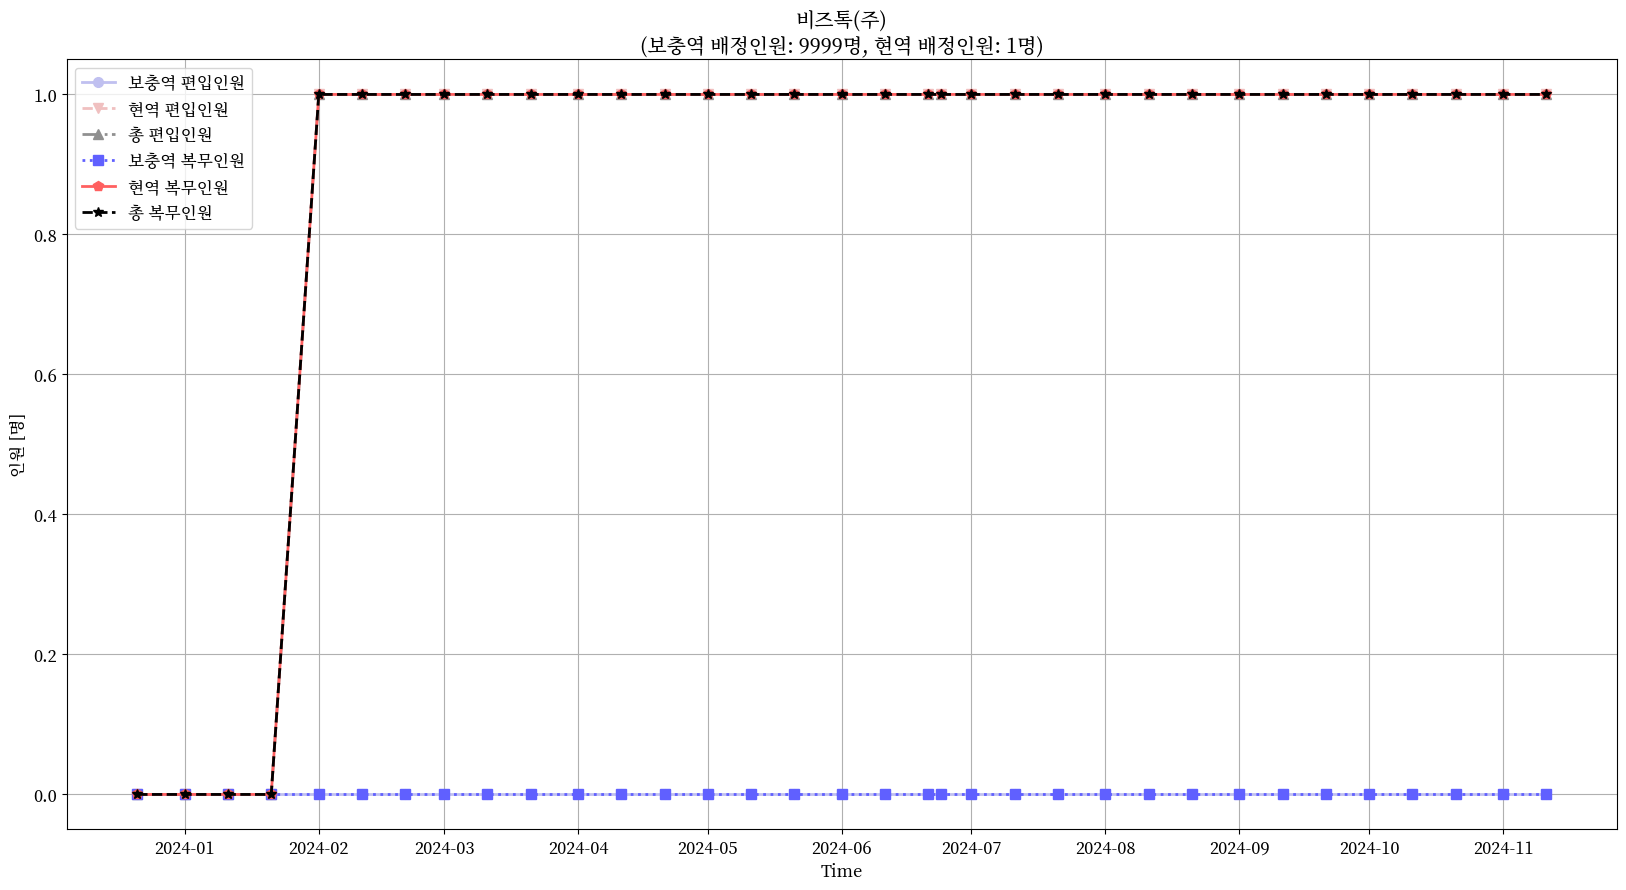 비즈톡(주)
(보충역 배정인원: 9999명, 현역 배정인원: 1명)
보충역 편입인원
현역 편입인원
총 편입인원
보충역 복무인원
현역 복무인원
총 복무인원
인원 [명]
1.0
0.8
0.6
0.4
0.2
0.0
2024-01
2024-02
2024-03
2024-04
2024-05
2024-06
2024-07
2024-08
2024-09
2024-10
2024-11
Time